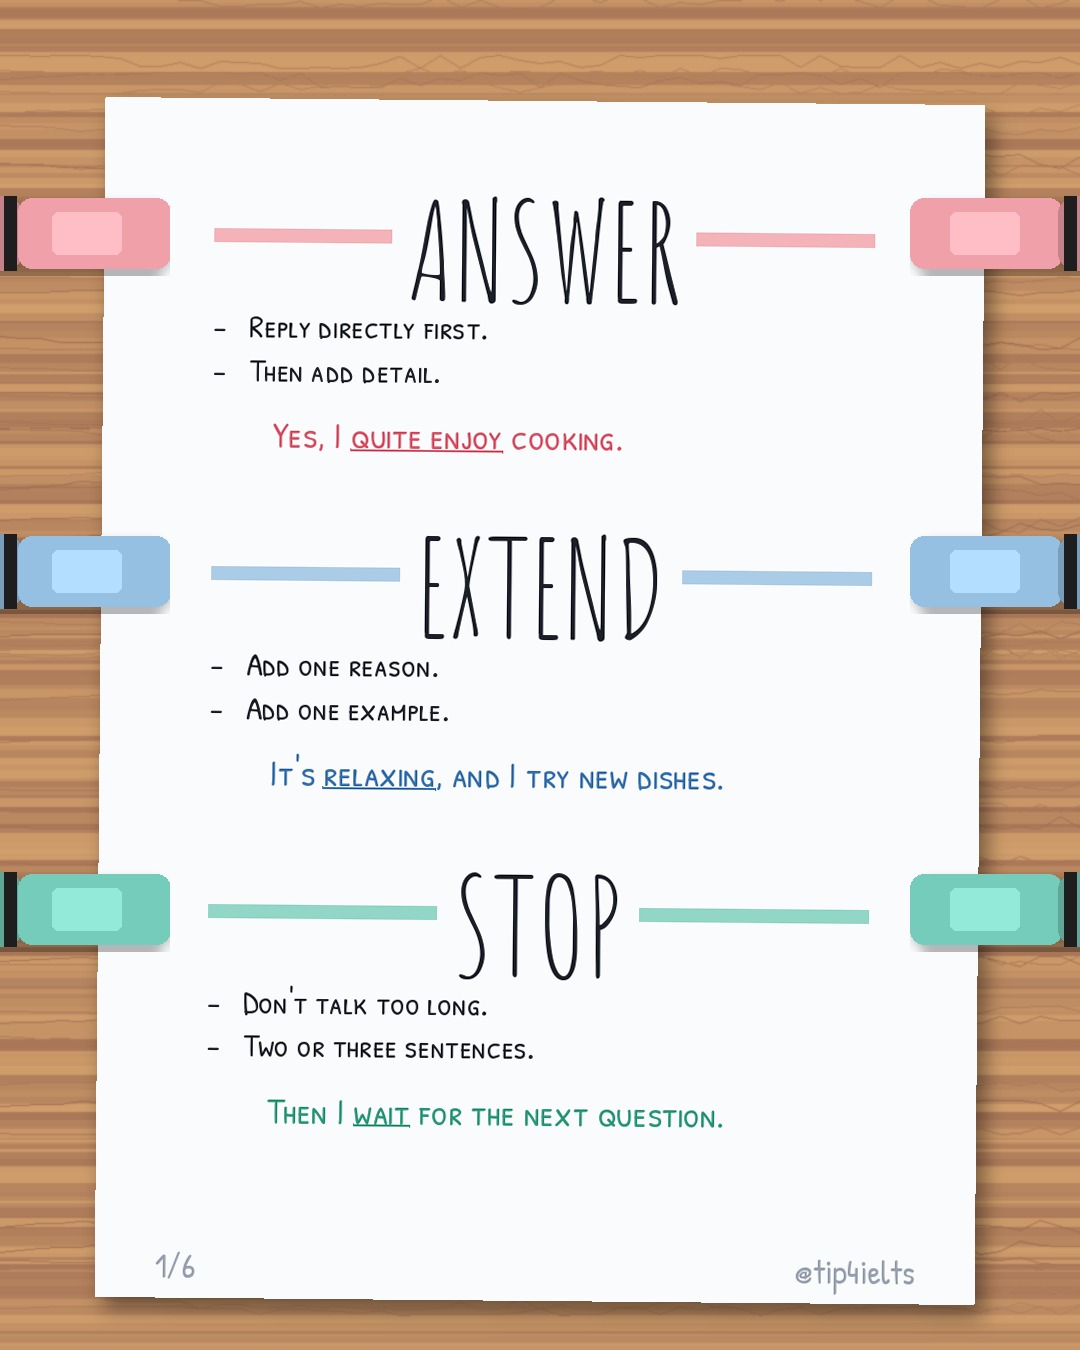 ANSWER
- Reply directly first.
- Then add detail.
Yes, I quite enjoy cooking.
EXTEND
- Add one reason.
- Add one example.
It's relaxing, and I try new dishes.
STOP
- Don't talk too long.
- Two or three sentences.
Then I wait for the next question.
1/6
@tip4ielts